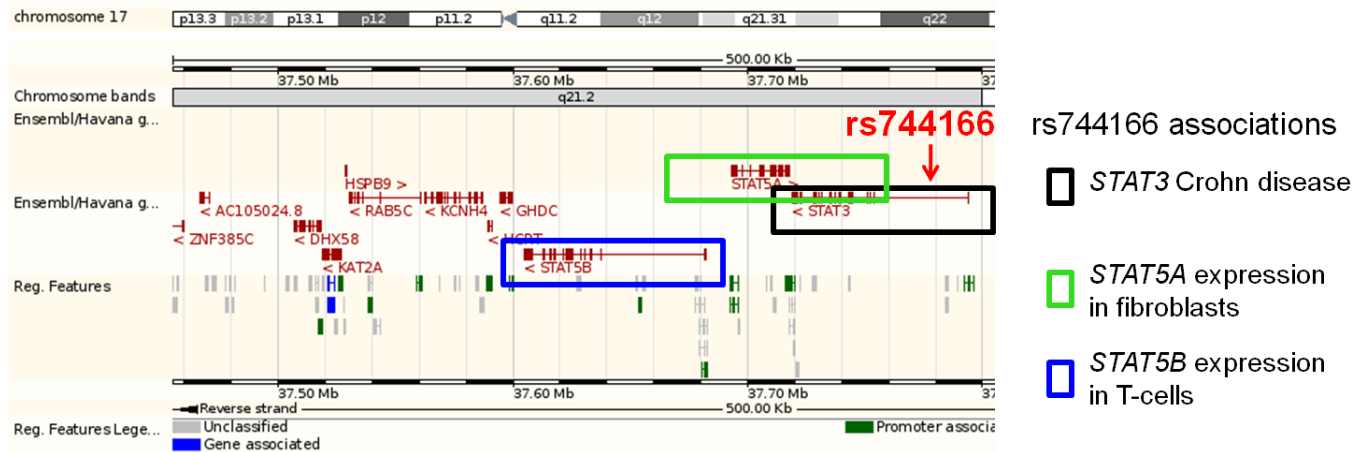 chromosome 17
p13.3 p13.2 p13.1 p12 p11.2 q11.2 q12 q21.31 q22
500.00 Kb
37.50 Mb 37.60 Mb 37.70 Mb 37
Chromosome bands q21.2
Ensembl/Havana g...
rs744166
HSPB9 > STAT5A >
Ensembl/Havana g...
< AC105024.8 < RAB5C < KCNH4 < GHDC < STAT3
< ZNF385C < DHX58 < HCRT
< KAT2A < STAT5B
Reg. Features
37.50 Mb 37.60 Mb 37.70 Mb 37
Reverse strand 500.00 Kb
Reg. Features Lege... Unclassified Promoter associa
Gene associated
rs744166 associations
STAT3 Crohn disease
STAT5A expression
in fibroblasts
STAT5B expression
in T-cells